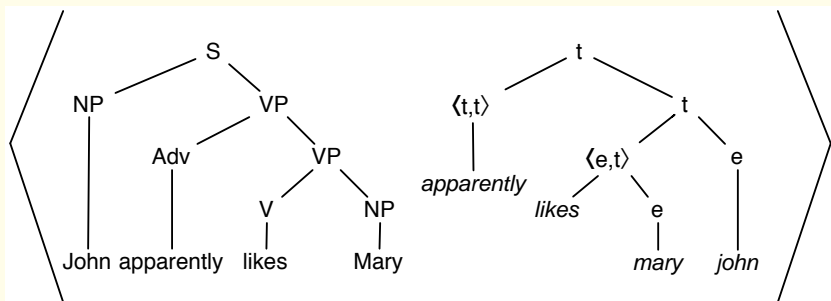 S t
NP VP ⟨t,t⟩ t
Adv VP ⟨e,t⟩ e
apparently
V NP likes e
John apparently likes Mary mary john